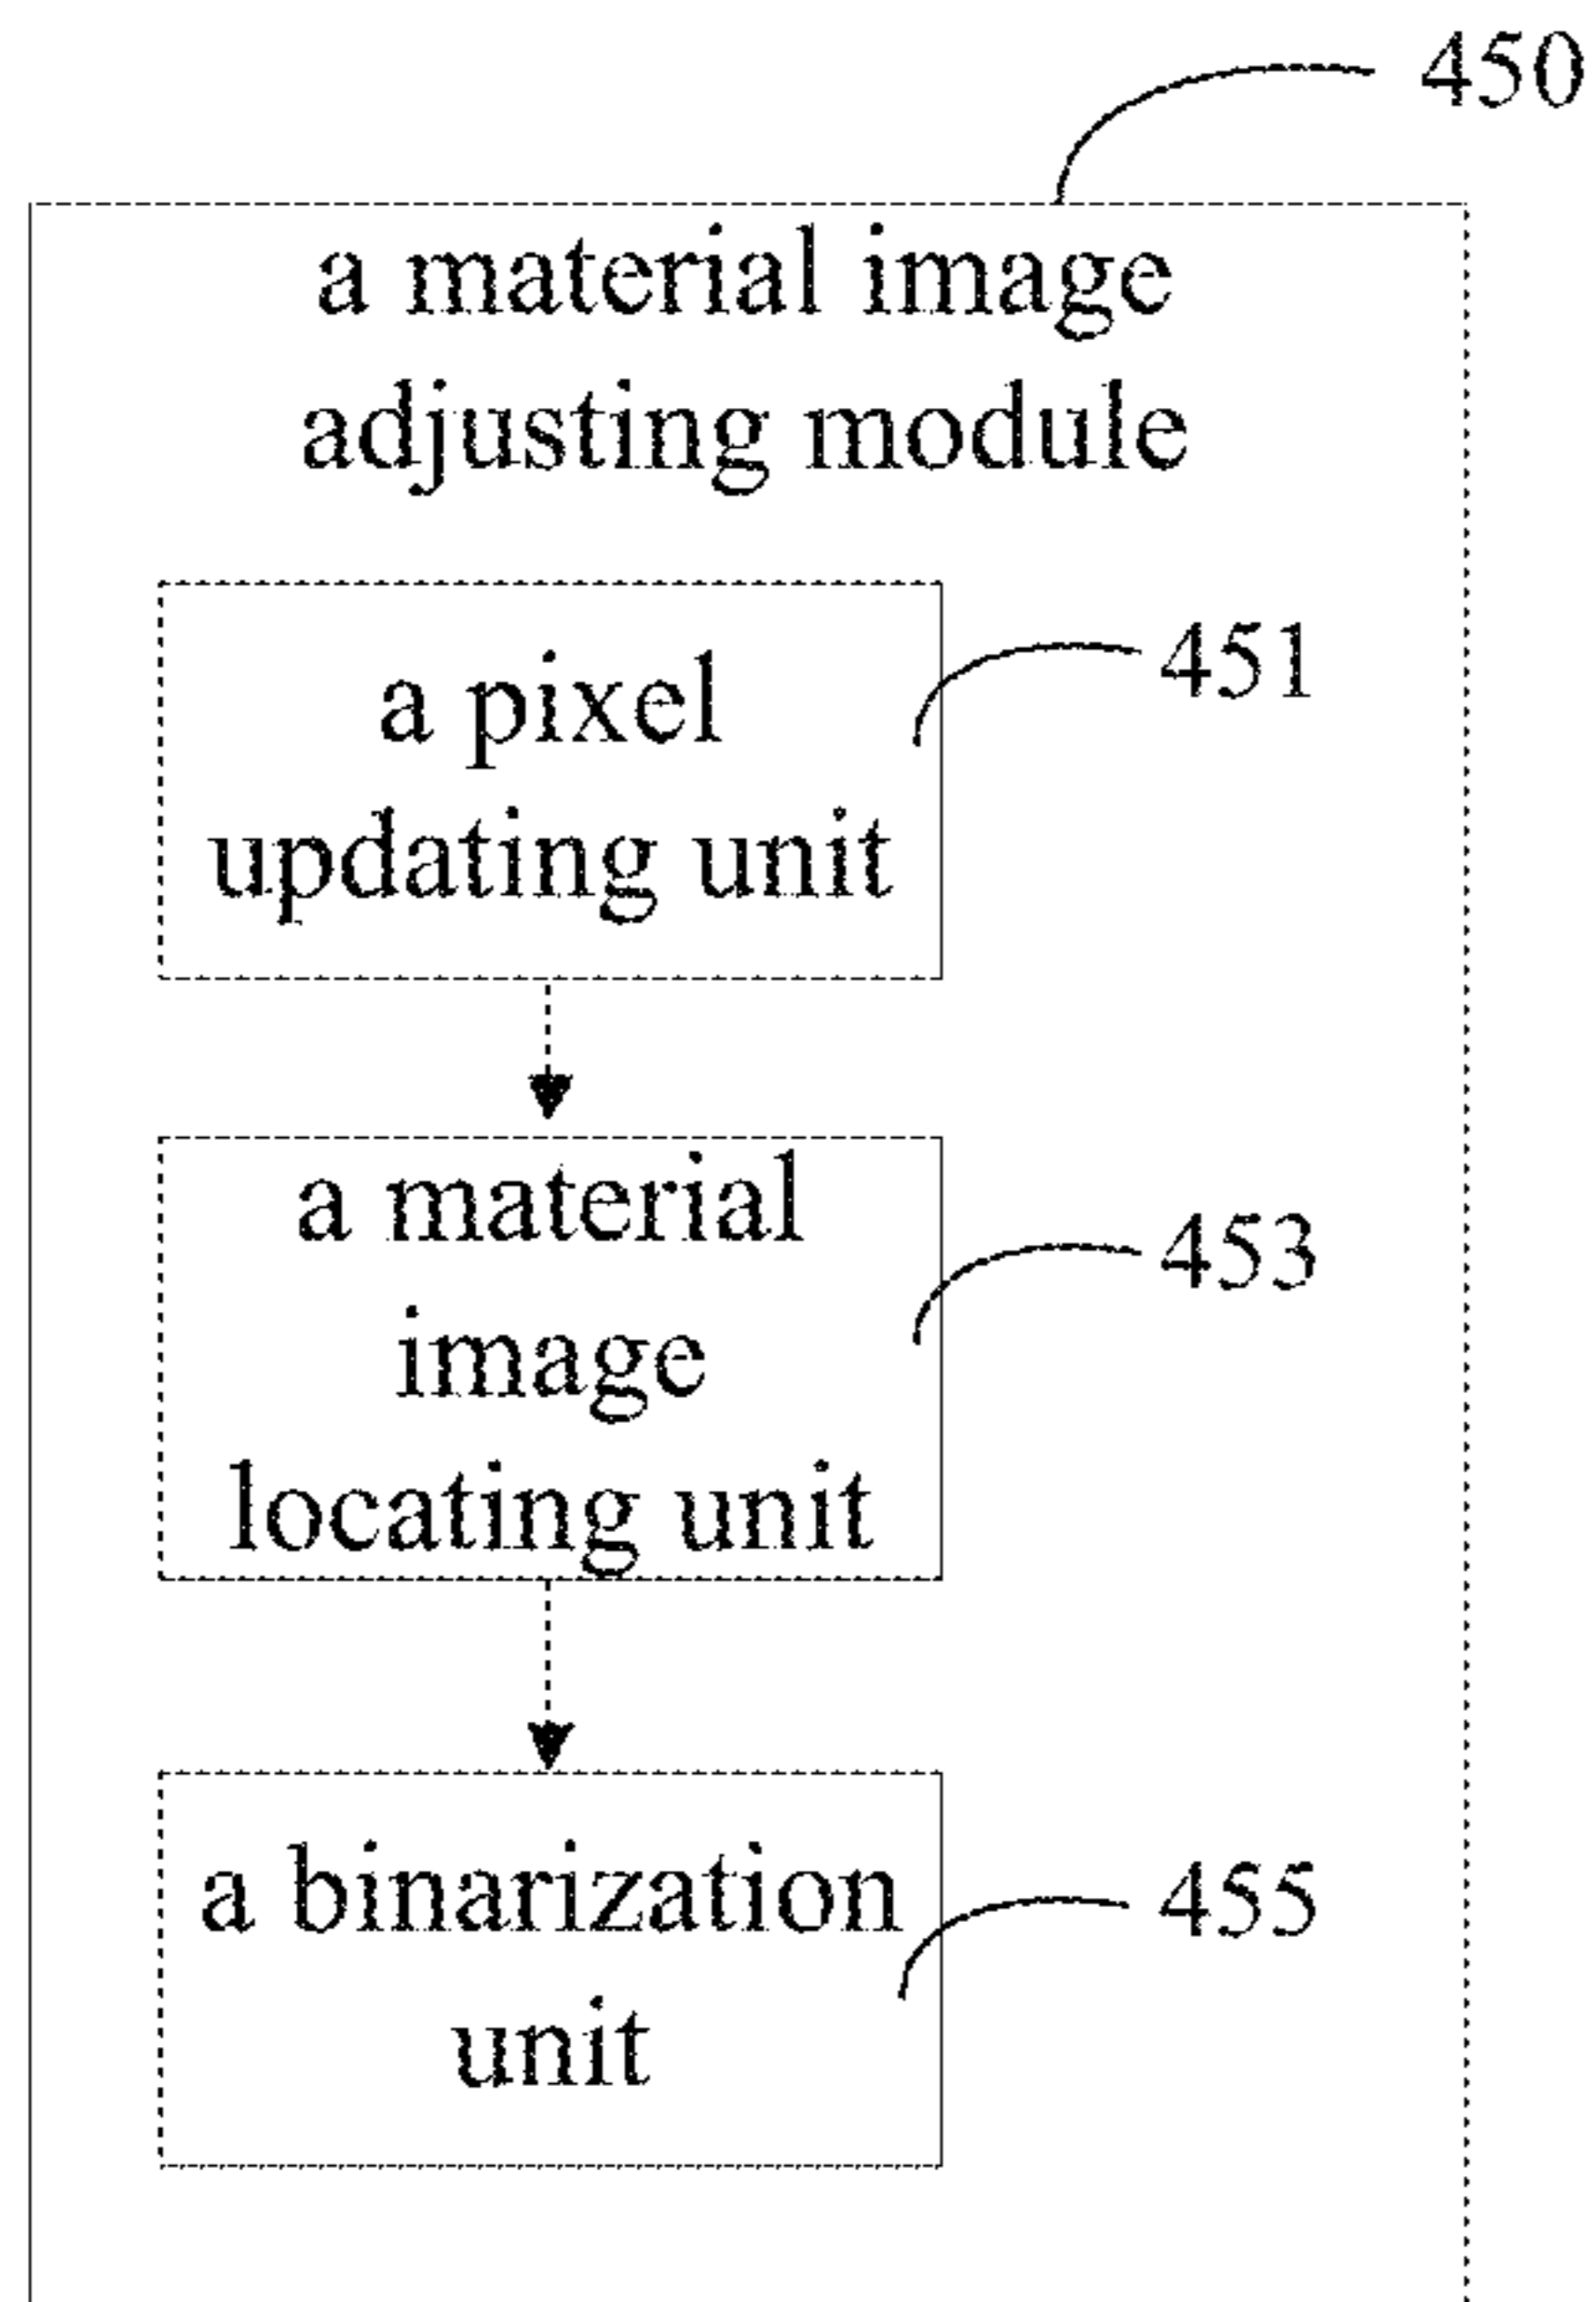 450
a material image
adjusting module
a pixel
updating unit
451
a material
image
locating unit
453
a binarization
unit
455